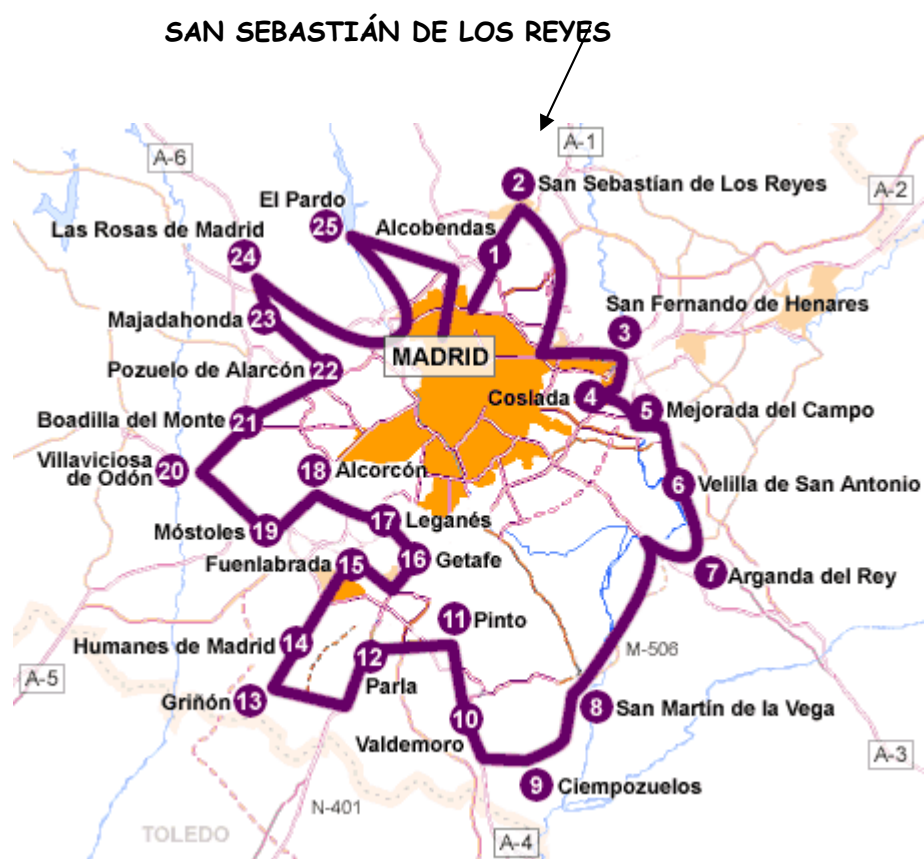 SAN SEBASTIÁN DE LOS REYES
A-1
A-6
2 San Sebastían de Los Reyes
A-2
El Pardo
25
Alcobendas
1
Las Rosas de Madrid
24
San Fernando de Henares
3
Majadahonda 23
MADRID
Pozuelo de Alarcón 22
Coslada 4
5 Mejorada del Campo
Boadilla del Monte 21
Villaviciosa
de Odón 20
18 Alcorcón
6 Velilla de San Antonio
17 Leganés
Móstoles 19
16 Getafe
Fuenlabrada 15
7 Arganda del Rey
11 Pinto
Humanes de Madrid 14
12
Parla
M-506
A-5
Griñón 13
8 San Martín de la Vega
10
Valdemoro
A-3
9 Ciempozuelos
N-401
TOLEDO
A-4